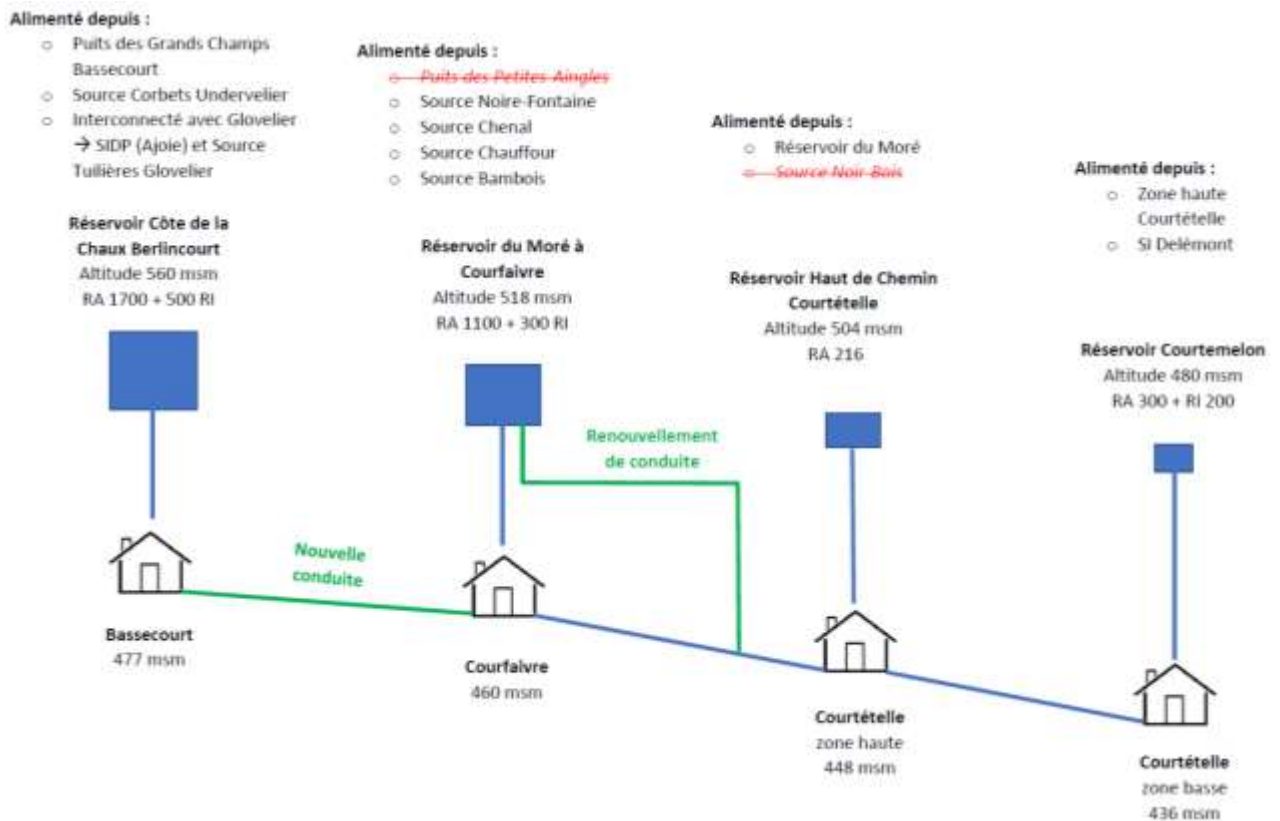 Alimenté depuis :
o Puits des Grands Champs
Bassecourt
o Source Corbets Undervelier
o Interconnecté avec Glovelier
→ SIDP (Ajoie) et Source
Tuilières Glovelier
Réservoir Côte de la
Chaux Berlincourt
Altitude 560 msm
RA 1700 + 500 RI
Alimenté depuis :
o Puits des Petites Aingles
o Source Noire-Fontaine
o Source Chenal
o Source Chauffour
o Source Bambois
Réservoir du Moré à
Courfaivre
Altitude 518 msm
RA 1100 + 300 RI
Alimenté depuis :
o Réservoir du Moré
o Source Noir Bois
Réservoir Haut de Chemin
Courtételle
Altitude 504 msm
RA 216
Alimenté depuis :
o Zone haute
Courtételle
o SI Delémont
Réservoir Courtemelon
Altitude 480 msm
RA 300 + RI 200
Renouvellement
de conduite
Nouvelle
conduite
Bassecourt
477 msm
Courfaivre
460 msm
Courtételle
zone haute
448 msm
Courtételle
zone basse
436 msm